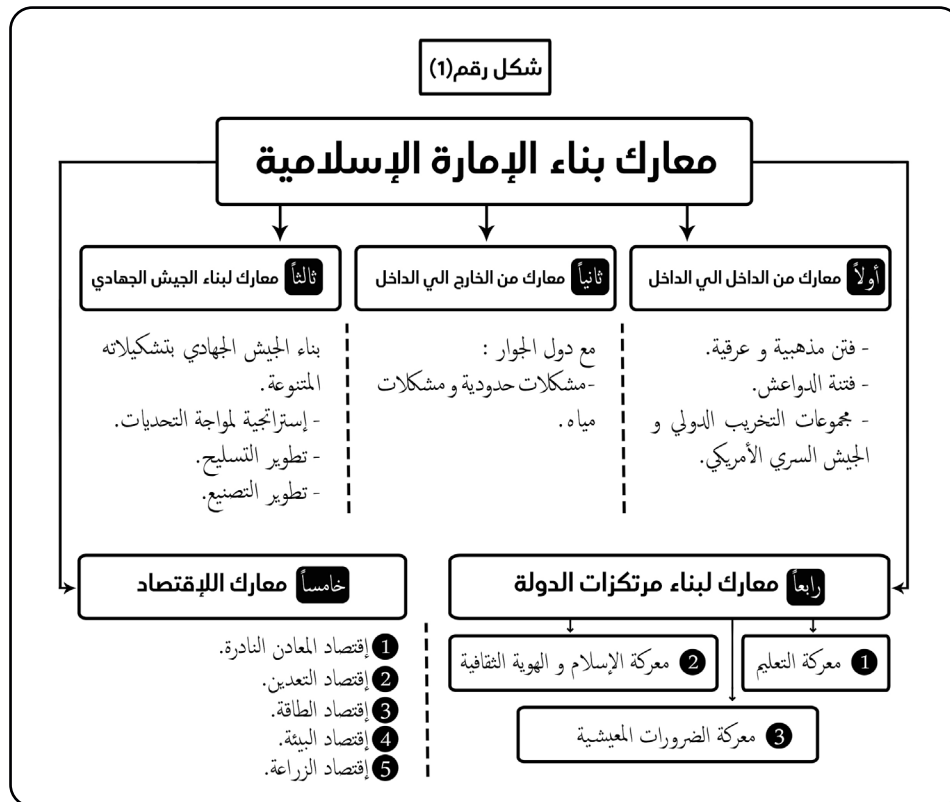 شكل رقم(1)
معارك بناء الإمارة الإسلامية
أولاً معارك من الداخل الي الداخل
- فتن مذهبية و عرقية.
- فتنة الدواعش.
- مجموعات التخريب الدولي و
الجيش السري الأمريكي.
ثانياً معارك من الخارج الي الداخل
مع دول الجوار :
-مشكلات حدودية و مشكلات
مياه .
ثالثاً معارك لبناء الجيش الجهادي
بناء الجيش الجهادي بتشكيلاته
المتنوعة.
- إستراتجية لمواجة التحديات.
- تطوير التسليح.
- تطوير التصنيع.
رابعاً معارك لبناء مرتكزات الدولة
1 معركة التعليم
2 معركة الإسلام و الهوية الثقافية
3 معركة الضرورات المعيشية
خامساً معارك اللإقتصاد
1 إقتصاد المعادن النادرة.
2 إقتصاد التعدين.
3 إقتصاد الطاقة.
4 إقتصاد البيئة.
5 إقتصاد الزراعة.